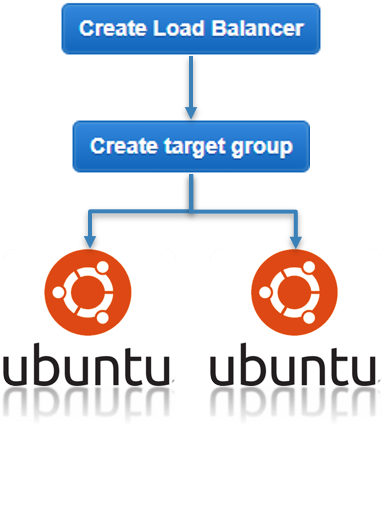 Create Load Balancer
Create target group
ubuntu ubuntu